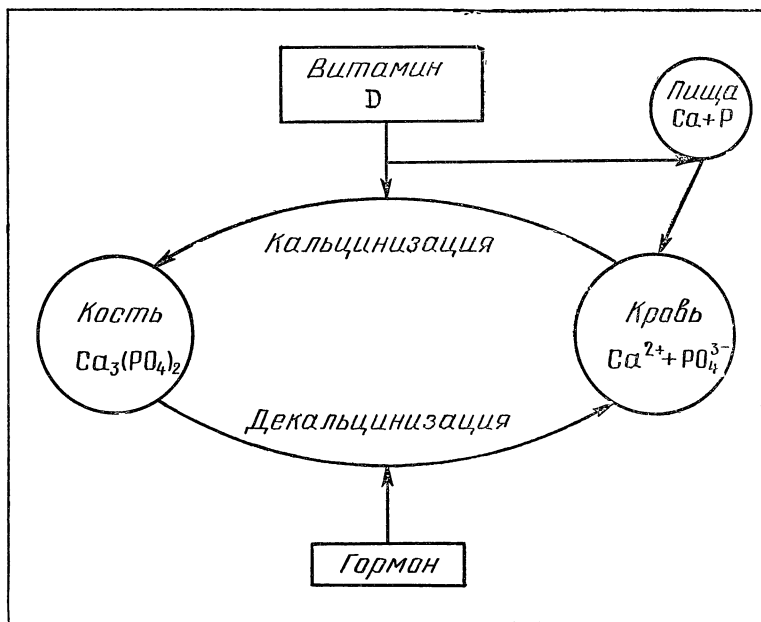 Витамин
D
Пища
Ca+P
Кальцинизация
Кость
Ca₃(PO₄)₂
Кровь
Ca²⁺+PO₄³⁻
Декальцинизация
Гормон